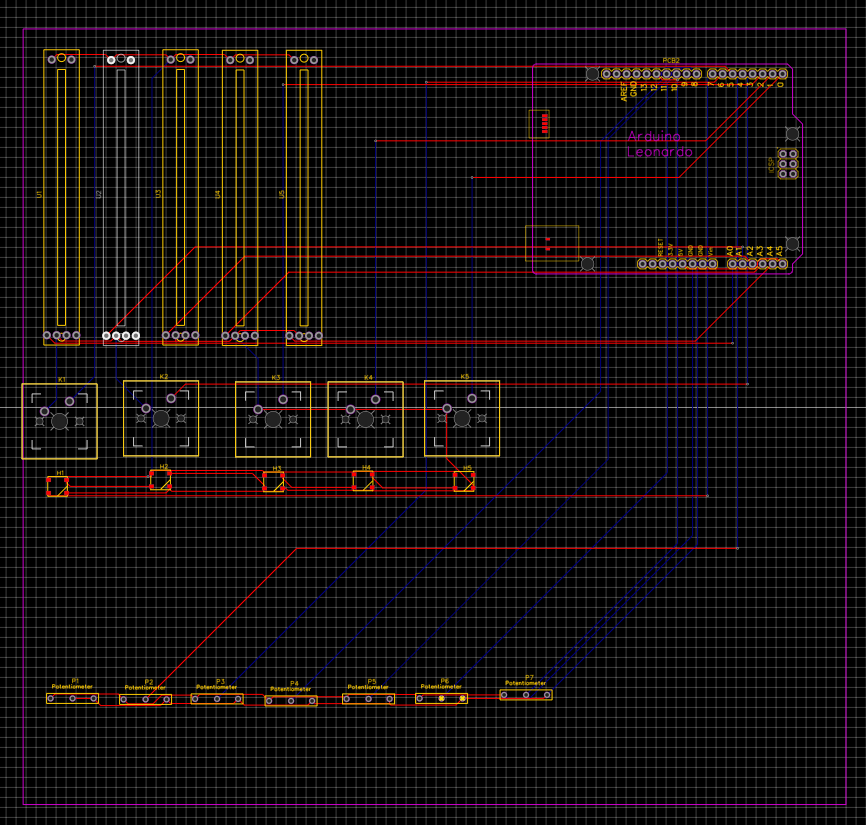 PCB2
AREF
GND
13
12
11
10
9
8
7
6
5
4
3
2
1
0
Arduino
Leonardo
ICSP
U1
U2
U3
U4
U5
RESET
3.3V
5V
GND
GND
Vin
A0
A1
A2
A3
A4
A5
K1
K2
K3
K4
K5
H1
H2
H3
H4
H5
P1
Potentiometer
P2
Potentiometer
P3
Potentiometer
P4
Potentiometer
P5
Potentiometer
P6
Potentiometer
P7
Potentiometer